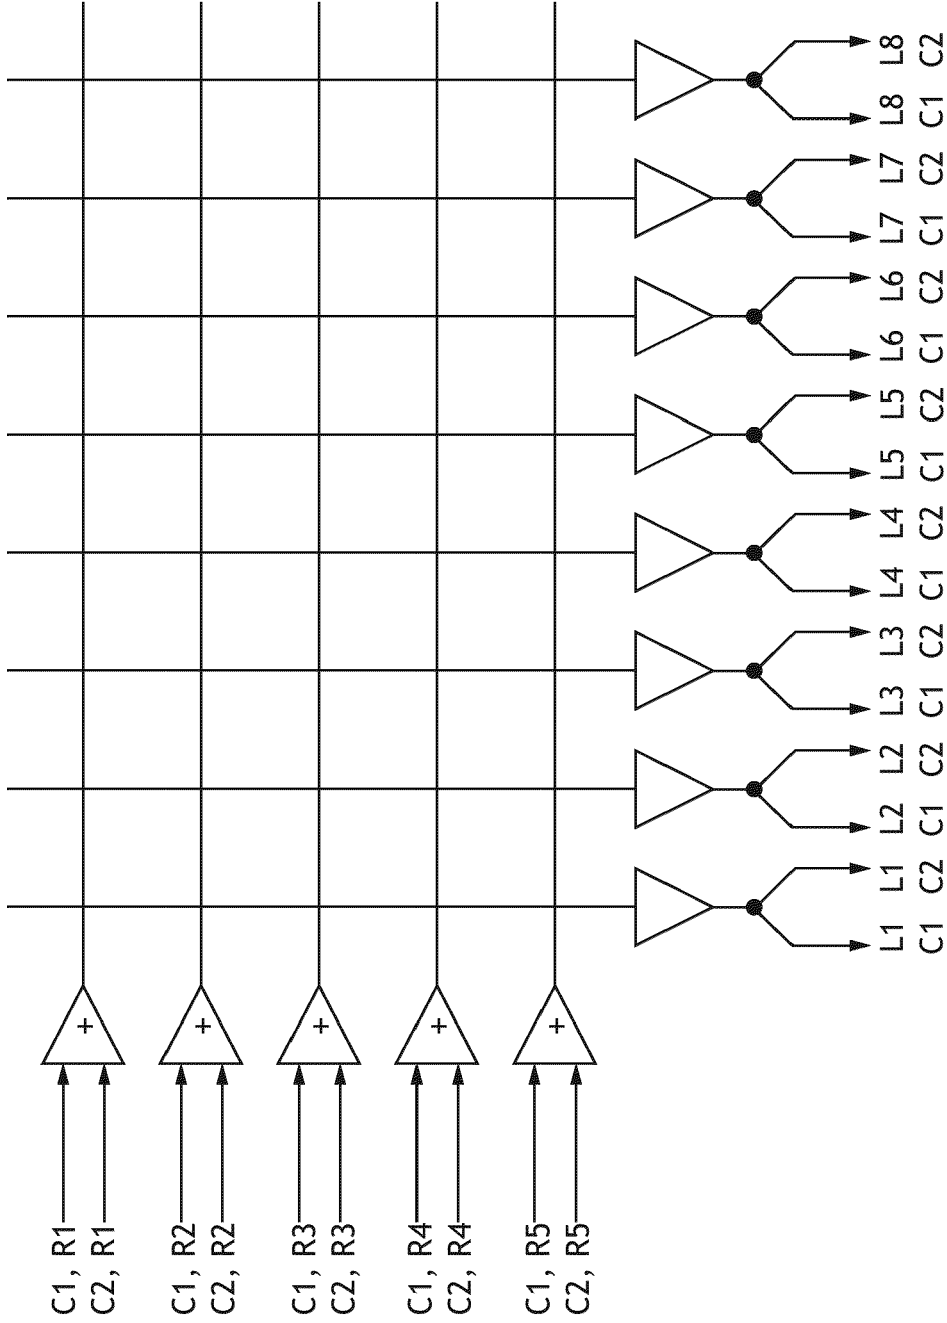 C1, R1
C2, R1
+
C1, R2
C2, R2
+
C1, R3
C2, R3
+
C1, R4
C2, R4
+
C1, R5
C2, R5
+
L1 L1 L2 L2 L3 L3 L4 L4 L5 L5 L6 L6 L7 L7 L8 L8
C1 C2 C1 C2 C1 C2 C1 C2 C1 C2 C1 C2 C1 C2 C1 C2